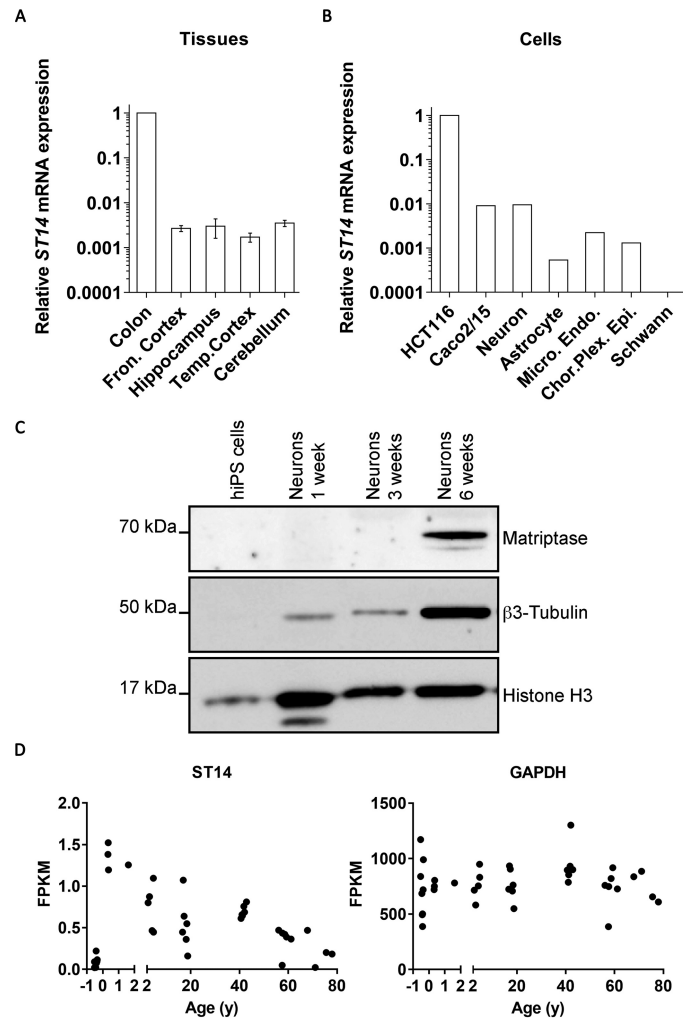 A
Tissues
Relative ST14 mRNA expression
1
0.1
0.01
0.001
0.0001
Colon
Fron. Cortex
Hippocampus
Temp.Cortex
Cerebellum
B
Cells
Relative ST14 mRNA expression
1
0.1
0.01
0.001
0.0001
HCT116
Caco2/15
Neuron
Astrocyte
Micro. Endo.
Chor.Plex. Epi.
Schwann
C
hiPS cells
Neurons
1 week
Neurons
3 weeks
Neurons
6 weeks
70 kDa
Matriptase
50 kDa
β3-Tubulin
17 kDa
Histone H3
D
ST14
FPKM
2.0
1.5
1.0
0.5
0.0
-1 0 1 2 2 20 40 60 80
Age (y)
GAPDH
FPKM
1500
1000
500
0
-1 0 1 2 2 20 40 60 80
Age (y)